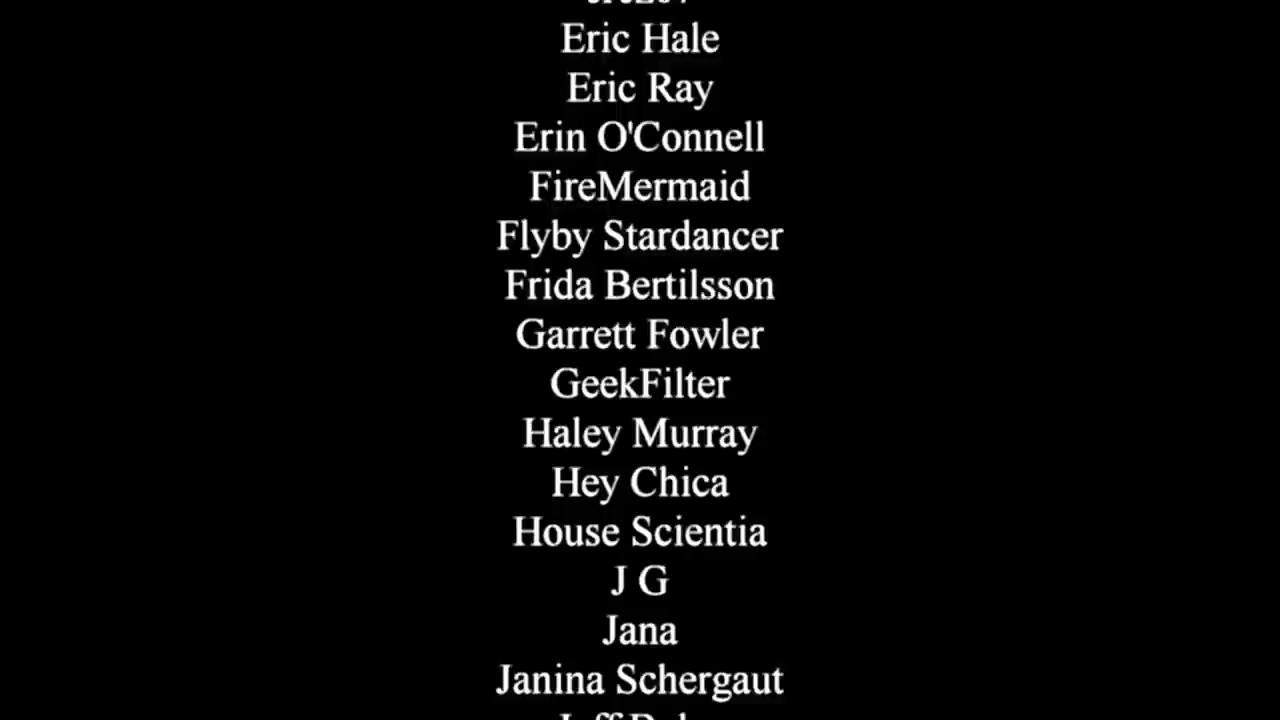 Eric Hale
Eric Ray
Erin O'Connell
FireMermaid
Flyby Stardancer
Frida Bertilsson
Garrett Fowler
GeekFilter
Haley Murray
Hey Chica
House Scientia
J G
Jana
Janina Schergaut